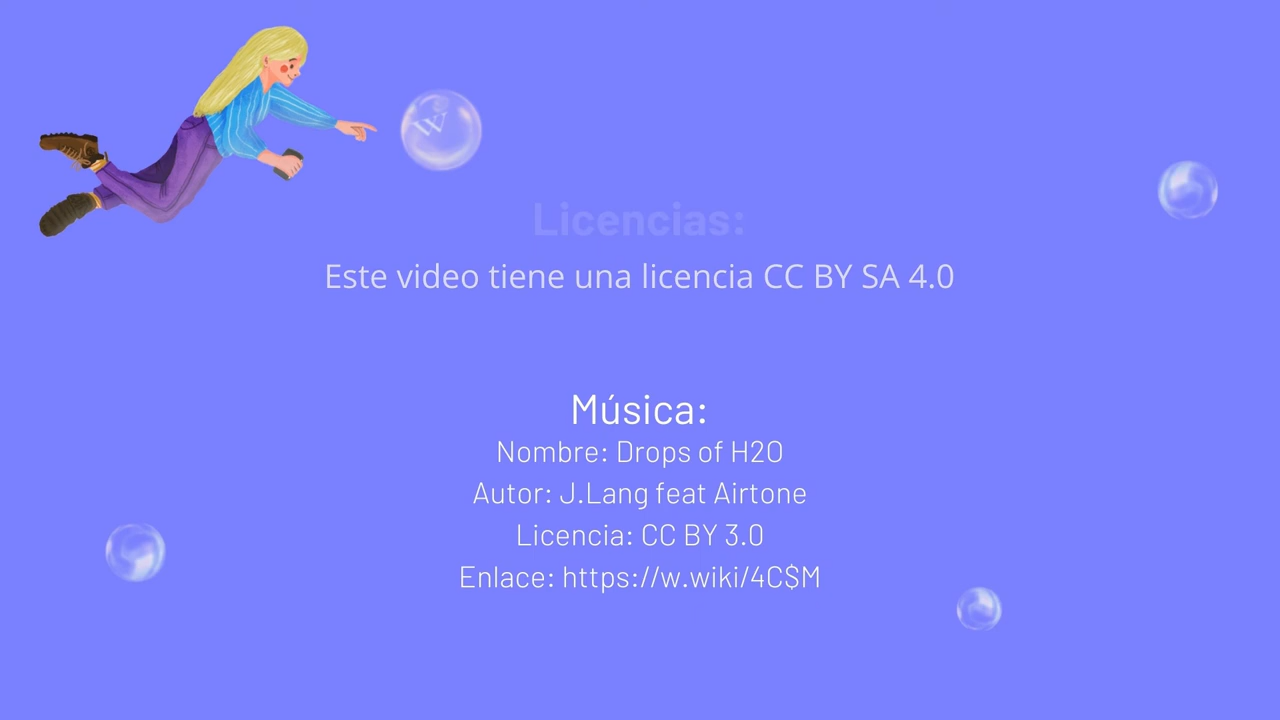 W
Licencias:
Este video tiene una licencia CC BY SA 4.0
Música:
Nombre: Drops of H2O
Autor: J.Lang feat Airtone
Licencia: CC BY 3.0
Enlace: https://w.wiki/4C$M